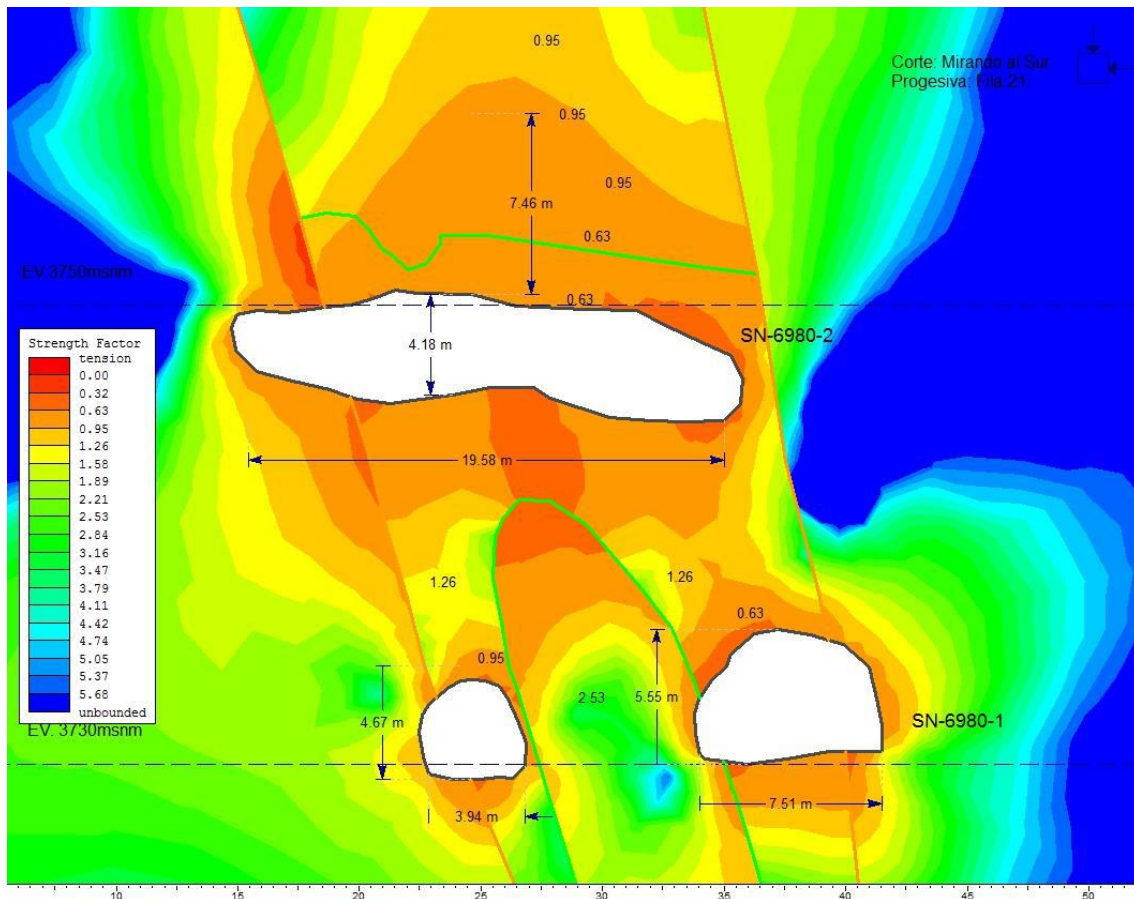 0.95
Corte: Mirando al Sur
Progesiva: Fila 21
0.95
0.95
7.46 m
0.63
EV 3750msnm
0.63
SN-6980-2
4.18 m
Strength Factor
tension
0.00
0.32
0.63
0.95
1.26
1.58
1.89
2.21
2.53
2.84
3.16
3.47
3.79
4.11
4.42
4.74
5.05
5.37
5.68
unbounded
19.58 m
1.26
1.26
0.63
0.95
2.53
5.55 m
4.67 m
SN-6980-1
EV. 3730msnm
7.51 m
3.94 m
10
15
20
25
30
35
40
45
50